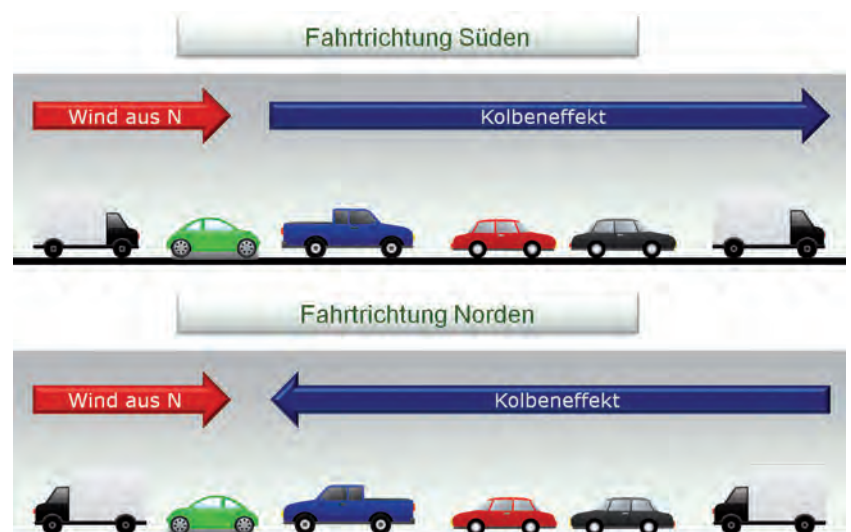 Fahrtrichtung Süden
Wind aus N
Kolbeneffekt
Fahrtrichtung Norden
Wind aus N
Kolbeneffekt